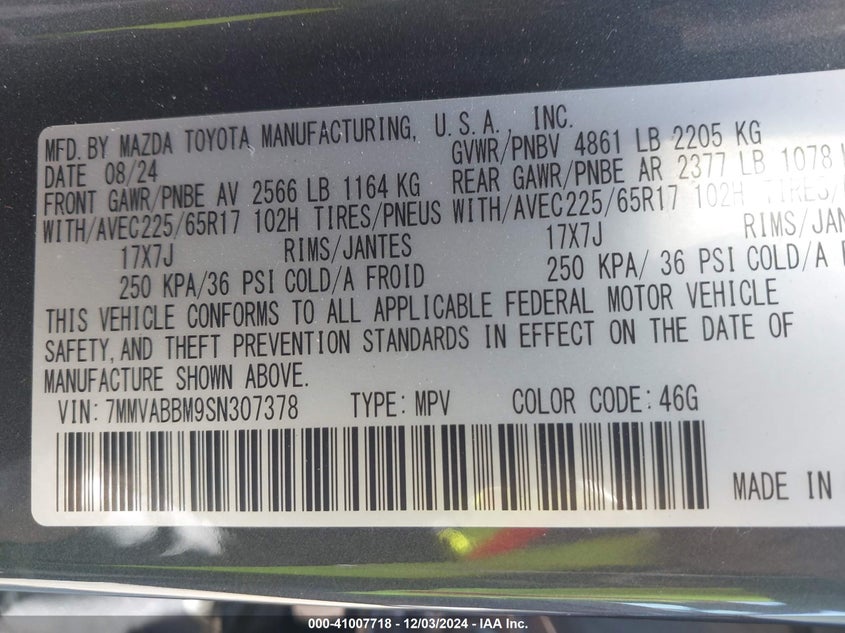 MFD. BY MAZDA TOYOTA MANUFACTURING, U.S.A. INC.
DATE 08/24 GVWR/PNBV 4861 LB 2205 KG
FRONT GAWR/PNBE AV 2566 LB 1164 KG REAR GAWR/PNBE AR 2377 LB 1078
WITH/AVEC225/65R17 102H TIRES/PNEUS WITH/AVEC225/65R17 102H TIRES/
17X7J RIMS/JANTES 17X7J RIMS/JANTES
250 KPA/36 PSI COLD/A FROID 250 KPA/ 36 PSI COLD/A
THIS VEHICLE CONFORMS TO ALL APPLICABLE FEDERAL MOTOR VEHICLE
SAFETY, AND THEFT PREVENTION STANDARDS IN EFFECT ON THE DATE OF
MANUFACTURE SHOWN ABOVE.
VIN: 7MMVABBM9SN307378 TYPE: MPV COLOR CODE: 46G
MADE IN
000-41007718 - 12/03/2024 - IAA Inc.